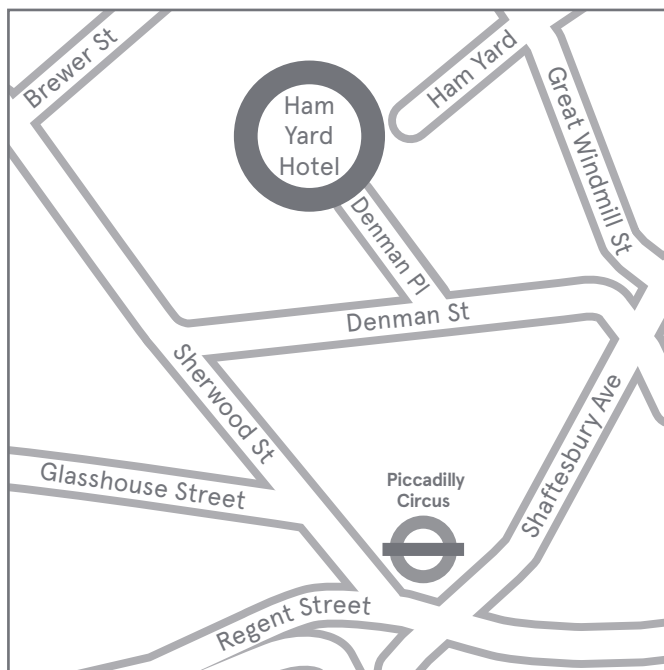 Brewer St
Ham
Yard
Hotel
Ham Yard
Great Windmill St
Denman Pl
Denman St
Sherwood St
Shaftesbury Ave
Glasshouse Street
Piccadilly
Circus
Regent Street